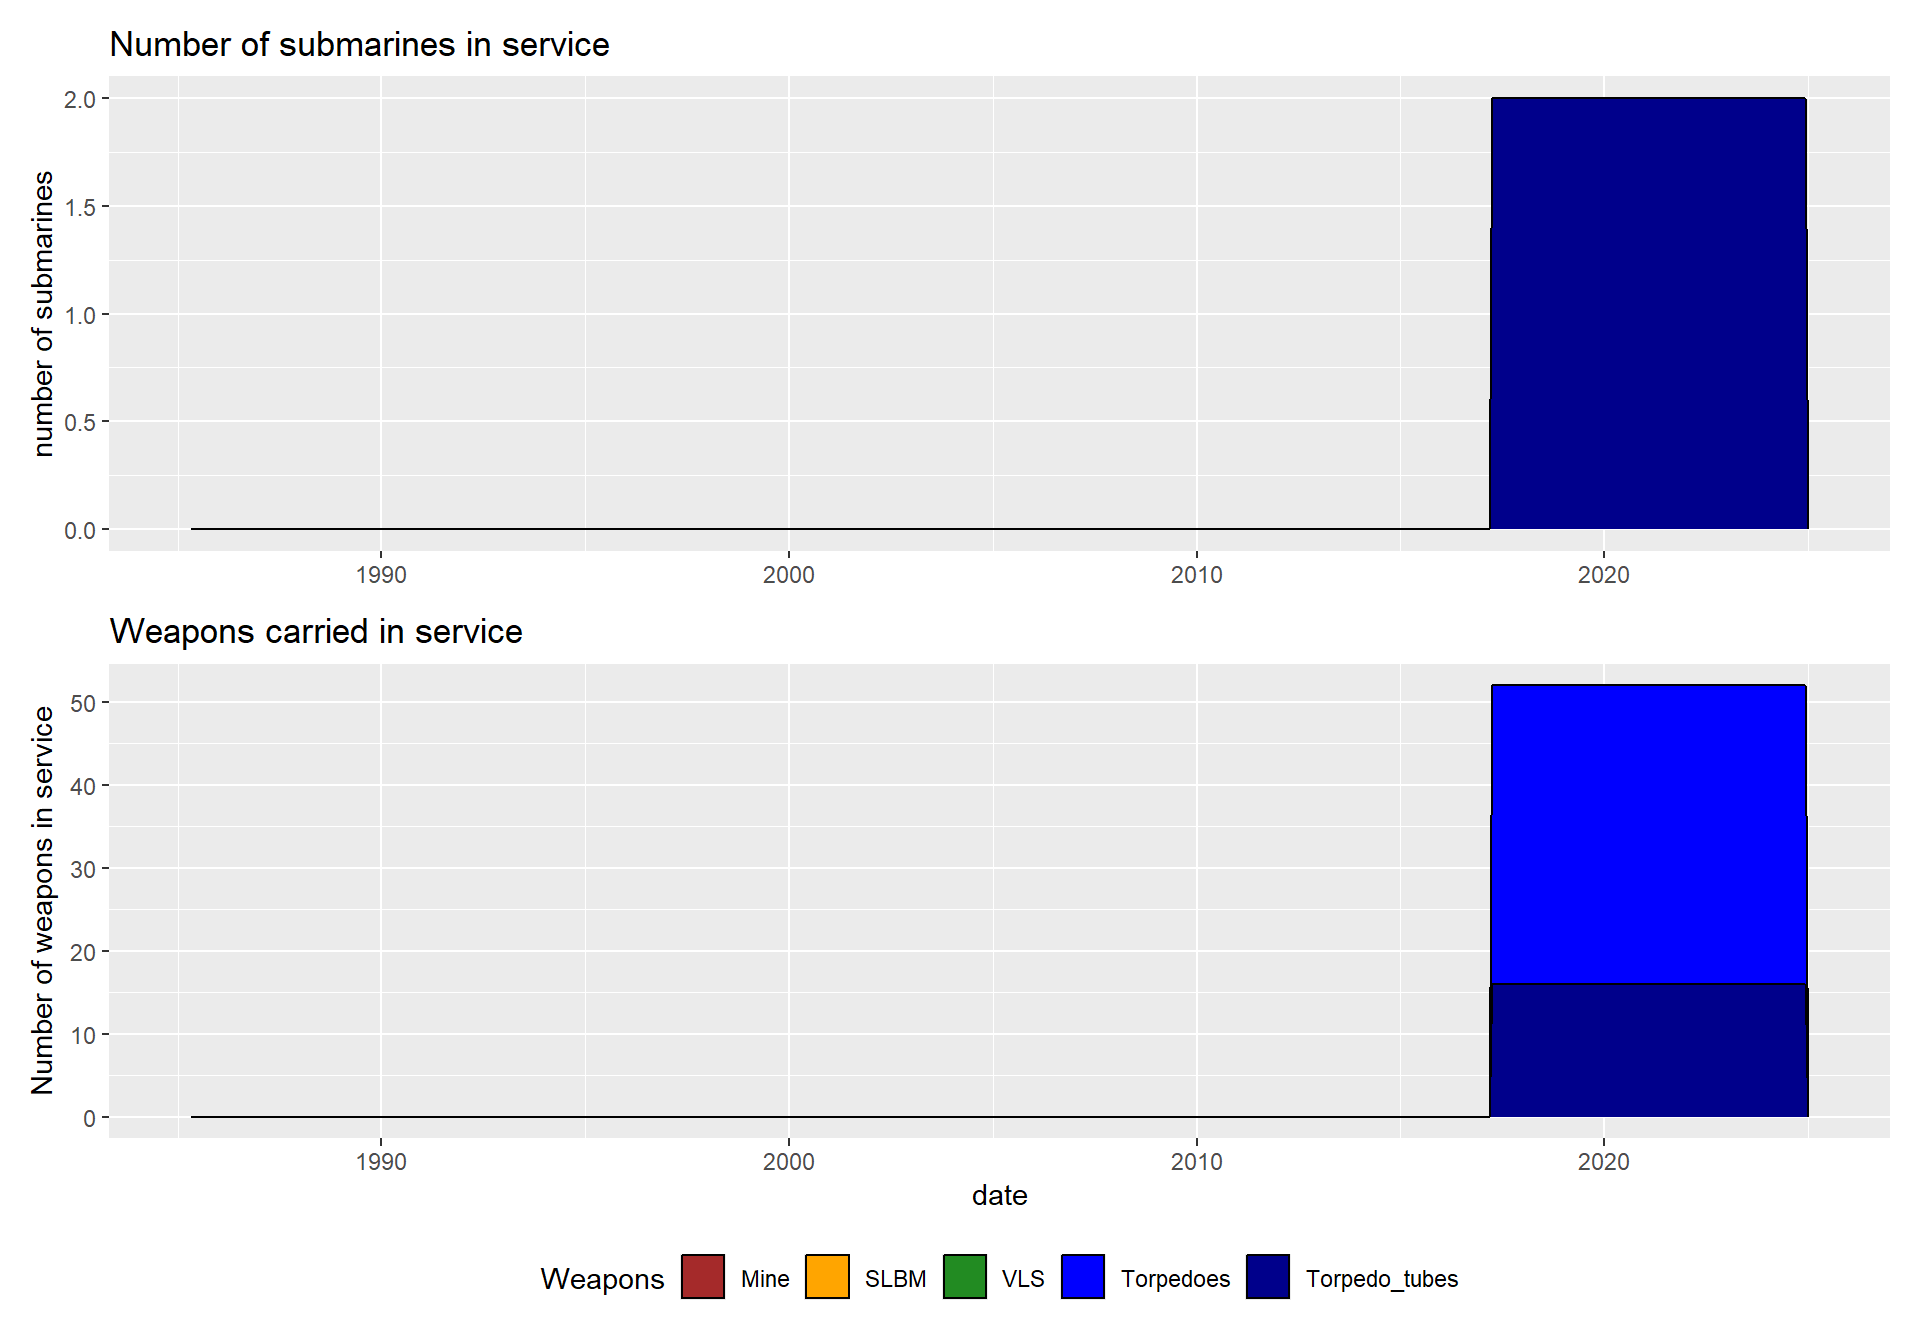 Number of submarines in service
number of submarines
2.0
1.5
1.0
0.5
0.0
1990 2000 2010 2020
Weapons carried in service
Number of weapons in service
50
40
30
20
10
0
1990 2000 2010 2020
date
Weapons Mine SLBM VLS Torpedoes Torpedo_tubes